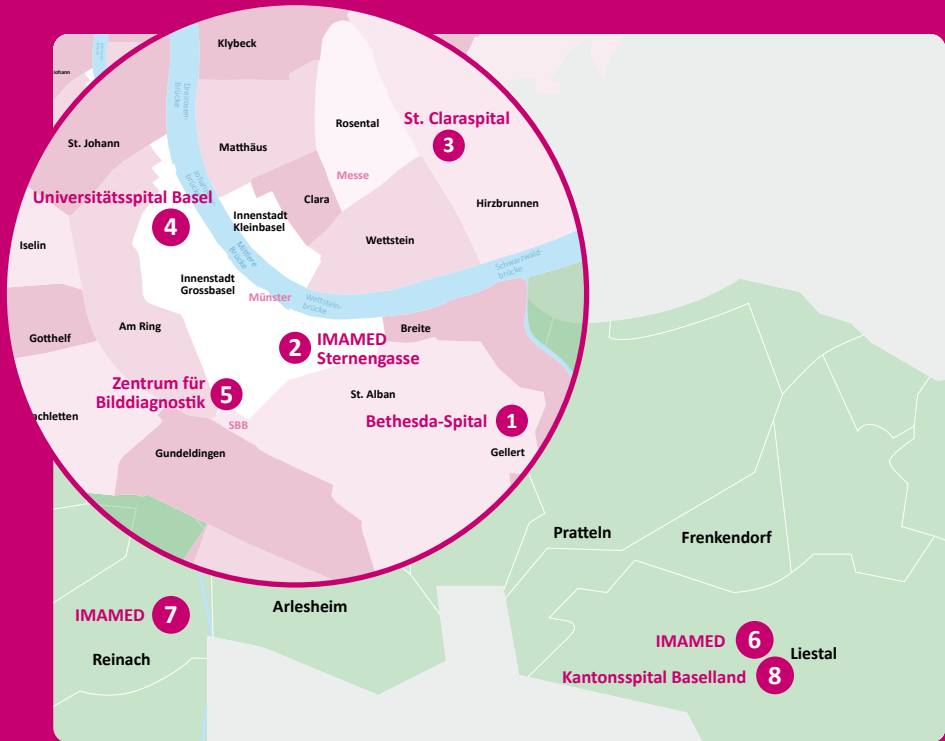 Klybeck
Johann
Dreirosen-
brücke
St. Johann
Matthäus
Rosental
St. Claraspital
3
Messe
Clara
Hirzbrunnen
Universitätsspital Basel
4
Innenstadt
Kleinbasel
Wettstein
Iselin
Mittlere
Brücke
Schwarzwald-
brücke
Innenstadt
Grossbasel
Münster
Wettstein-
brücke
Gotthelf
Am Ring
Breite
2
IMAMED
Sternengasse
Zentrum für
Bilddiagnostik
5
St. Alban
SBB
Bethesda-Spital
1
Gundeldingen
Gellert
Pratteln
Frenkendorf
IMAMED
7
Arlesheim
Reinach
IMAMED
6
Liestal
Kantonsspital Baselland
8